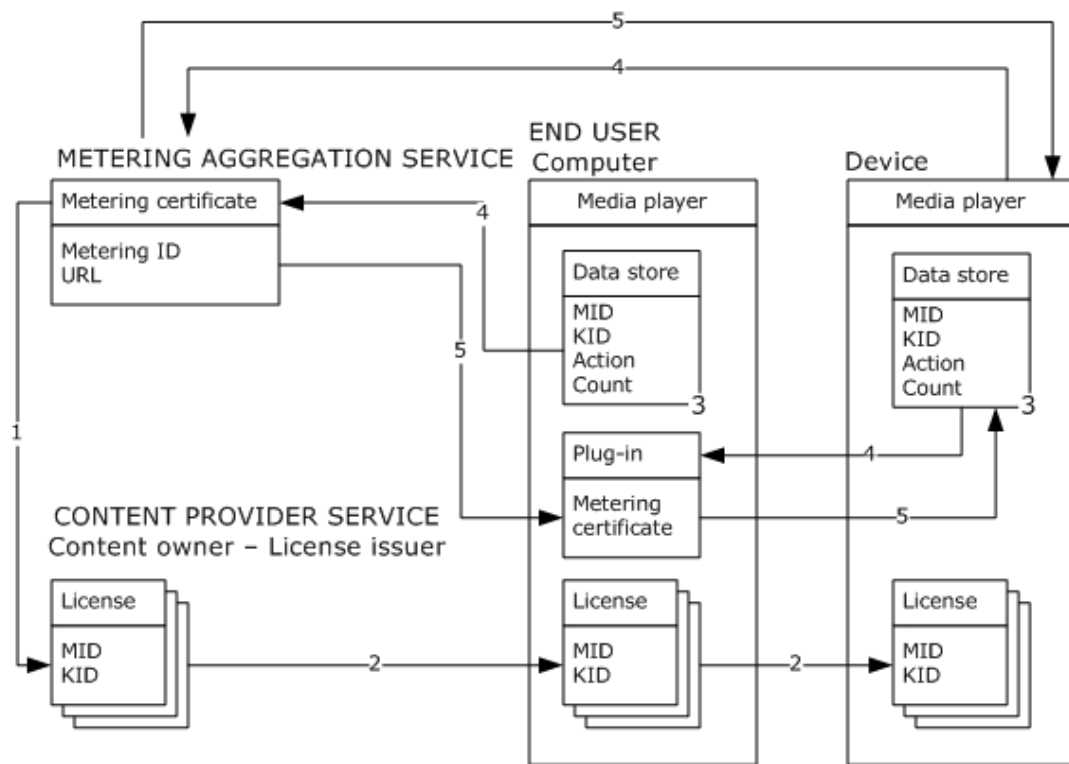 5
4
END USER
METERING AGGREGATION SERVICE
Computer
Device
Metering certificate
Metering ID
URL
4
5
1
Media player
Data store
MID
KID
Action
Count
3
Plug-in
Metering
certificate
Media player
Data store
MID
KID
Action
Count
3
4
5
CONTENT PROVIDER SERVICE
Content owner – License issuer
License
MID
KID
2
License
MID
KID
2
License
MID
KID